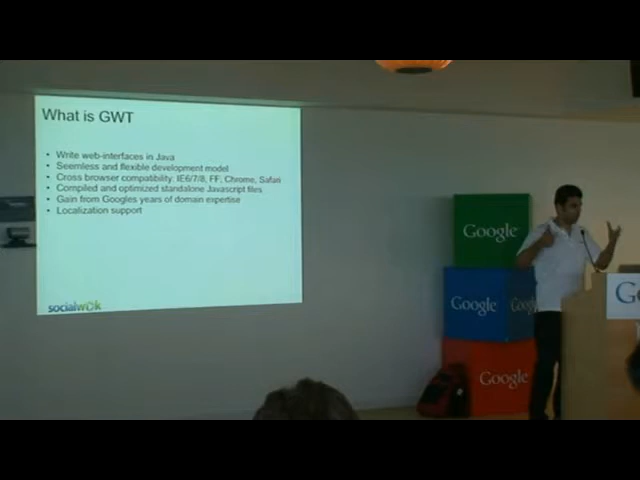 What is GWT
• Write web-interfaces in Java
• Seemless and flexible development model
• Cross browser compatibility, IE6/7/8, FF, Chrome, Safari
• Compiled and optimized standalone Javascript files
• Gain from Googles years of domain expertise
• Localization support
socialwok
Google
Google
Google
Google
Go